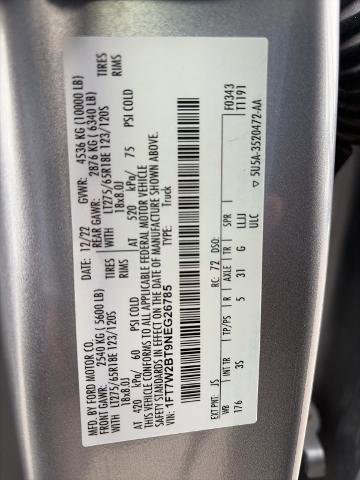 MFD. BY FORD MOTOR CO.
DATE: 12/22 GVWR: 4536 KG (10000 LB)
FRONT GAWR: 2540 KG (5600 LB) REAR GAWR: 2876 KG (6340 LB)
WITH WITH
LT275/65R18E 123/120S TIRES LT275/65R18E 123/120S TIRES
18x8.0J RIMS 18x8.0J RIMS
AT 420 kPa/ 60 PSI COLD AT 520 kPa/ 75 PSI COLD
THIS VEHICLE CONFORMS TO ALL APPLICABLE FEDERAL MOTOR VEHICLE
SAFETY STANDARDS IN EFFECT ON THE DATE OF MANUFACTURE SHOWN ABOVE.
VIN: 1FT7W2BT9NEG26785
TYPE: Truck
F0343
T1191
EXT PNT: JS RC: 72 DSO:
WB INT TR TP/PS R AXLE TR SPR
176 3S 5 31 G LLJJ
ULC
▽ 5U5A-3520472-AA